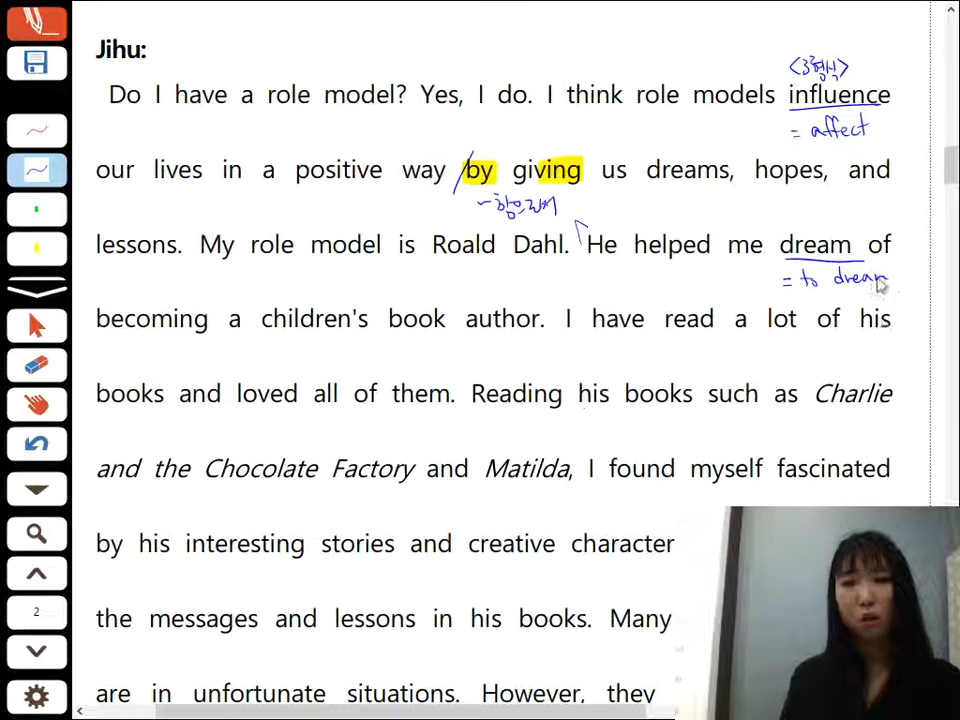 Jihu:
<3형식>
Do I have a role model? Yes, I do. I think role models influence
= affect
our lives in a positive way by giving us dreams, hopes, and
~함으로써
lessons. My role model is Roald Dahl. He helped me dream of
= to dream
becoming a children's book author. I have read a lot of his
books and loved all of them. Reading his books such as Charlie
and the Chocolate Factory and Matilda, I found myself fascinated
by his interesting stories and creative character
the messages and lessons in his books. Many
are in unfortunate situations. However, they
2